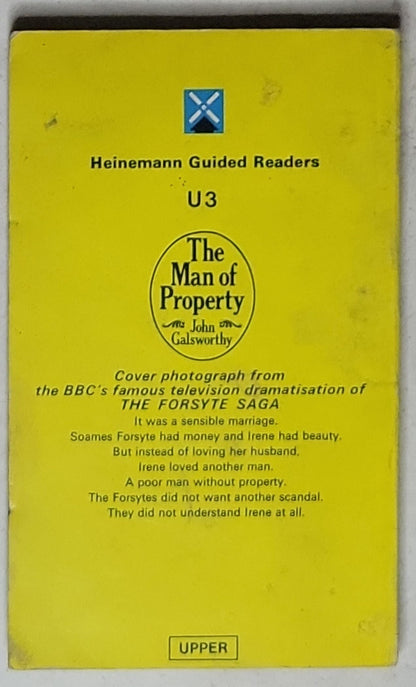 Heinemann Guided Readers
U3
The
Man of
Property
John
Galsworthy
Cover photograph from
the BBC's famous television dramatisation of
THE FORSYTE SAGA
It was a sensible marriage.
Soames Forsyte had money and Irene had beauty.
But instead of loving her husband,
Irene loved another man.
A poor man without property.
The Forsytes did not want another scandal.
They did not understand Irene at all.
UPPER